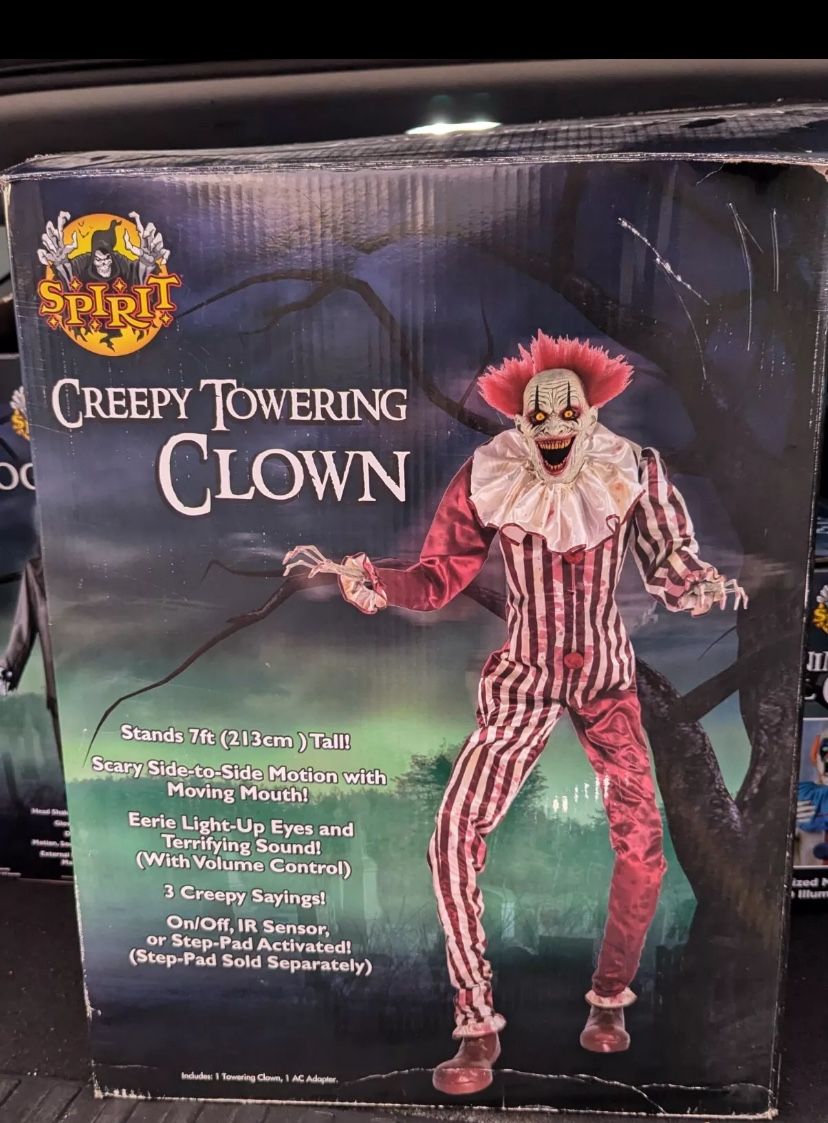 SPIRIT
CREEPY TOWERING
CLOWN
Stands 7ft (213cm ) Tall!
Scary Side-to-Side Motion with
Moving Mouth!
Eerie Light-Up Eyes and
Terrifying Sound!
(With Volume Control)
3 Creepy Sayings!
On/Off, IR Sensor,
or Step-Pad Activated!
(Step-Pad Sold Separately)
Includes: 1 Towering Clown, 1 AC Adapter.